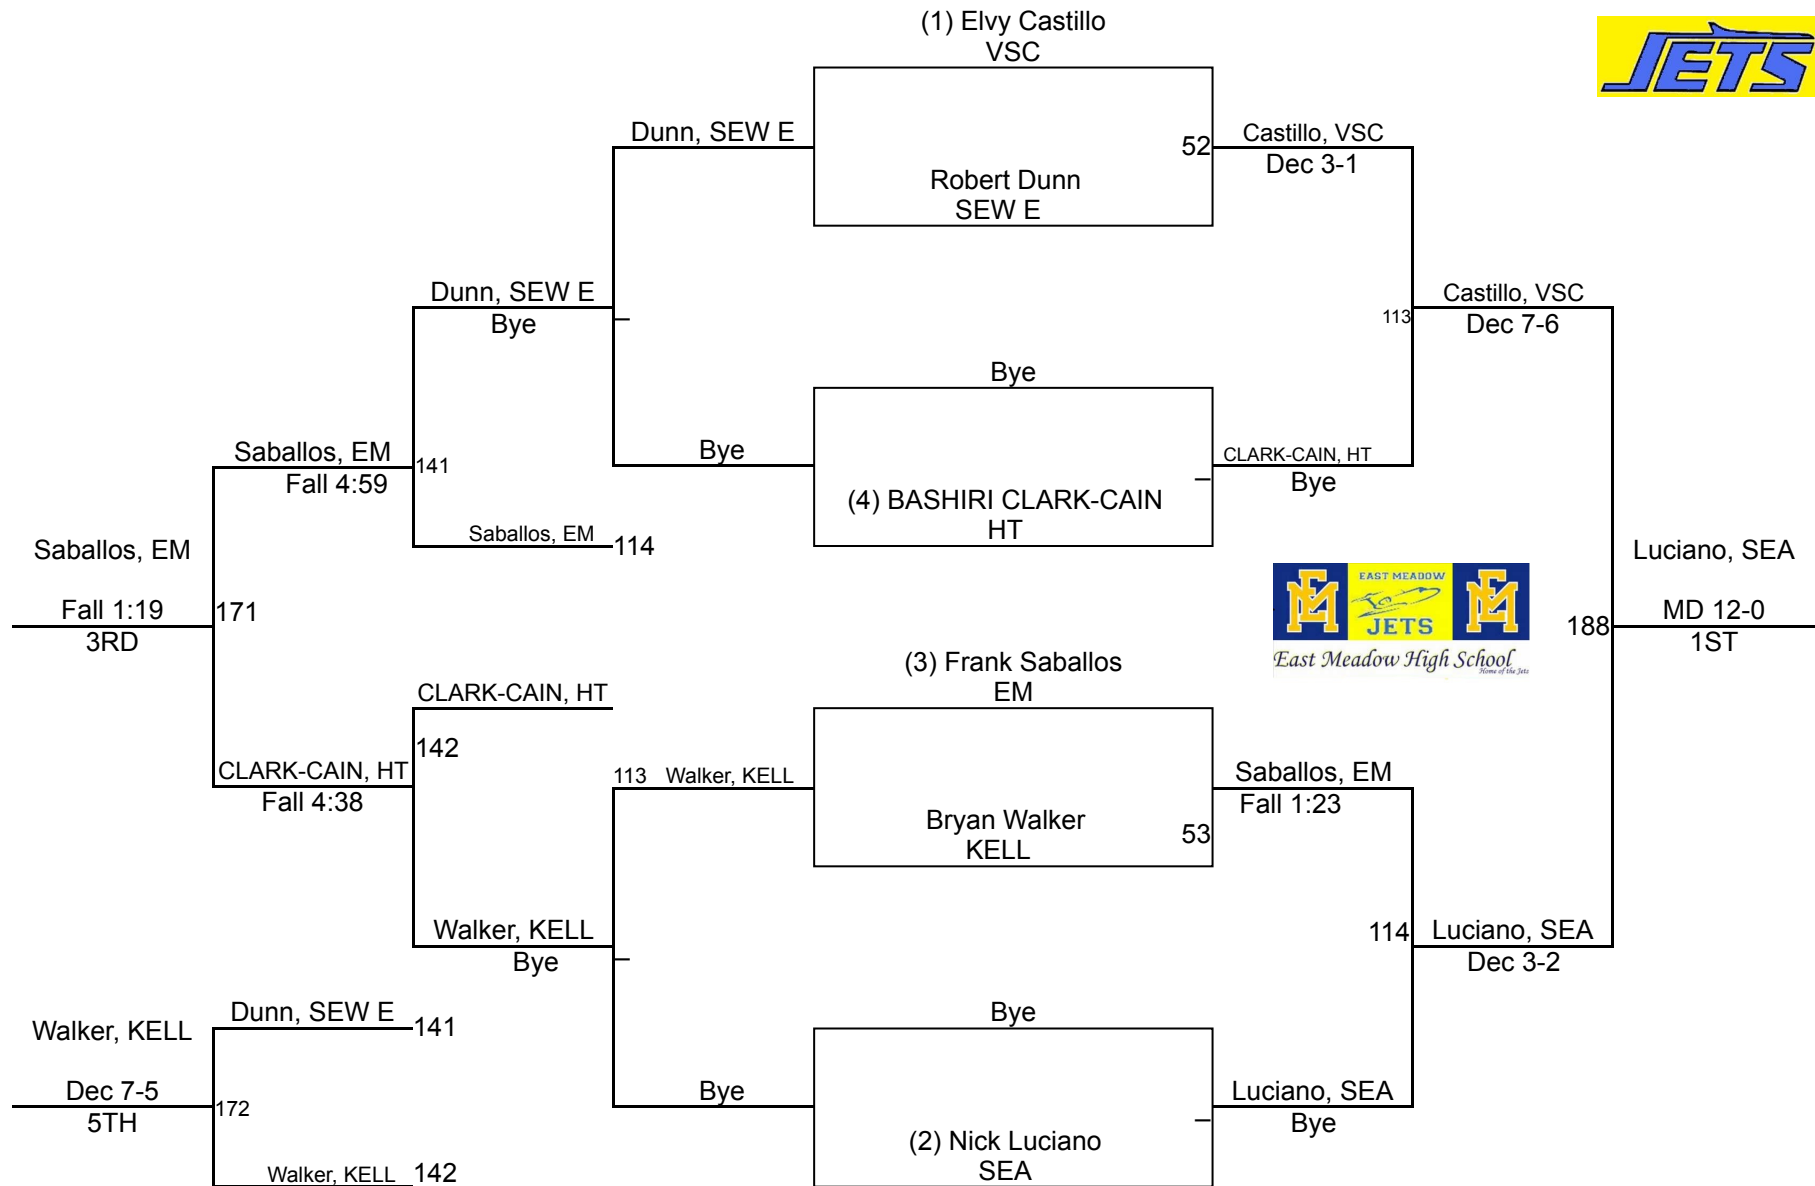 (1) Elvy Castillo
VSC
JETS
Dunn, SEW E
52
Castillo, VSC
Dec 3-1
Robert Dunn
SEW E
Dunn, SEW E
Bye
113
Castillo, VSC
Dec 7-6
Bye
Saballos, EM
141
Fall 4:59
Bye
CLARK-CAIN, HT
Bye
(4) BASHIRI CLARK-CAIN
HT
Saballos, EM
114
Saballos, EM
Fall 1:19
3RD
171
EAST MEADOW
JETS
East Meadow High School
Home of the Jets
188
Luciano, SEA
MD 12-0
1ST
(3) Frank Saballos
EM
CLARK-CAIN, HT
142
CLARK-CAIN, HT
Fall 4:38
113
Walker, KELL
Saballos, EM
Fall 1:23
Bryan Walker
KELL
53
Walker, KELL
Bye
114
Luciano, SEA
Dec 3-2
Dunn, SEW E
141
Bye
Walker, KELL
Dec 7-5
5TH
172
Bye
Luciano, SEA
Bye
(2) Nick Luciano
SEA
Walker, KELL
142